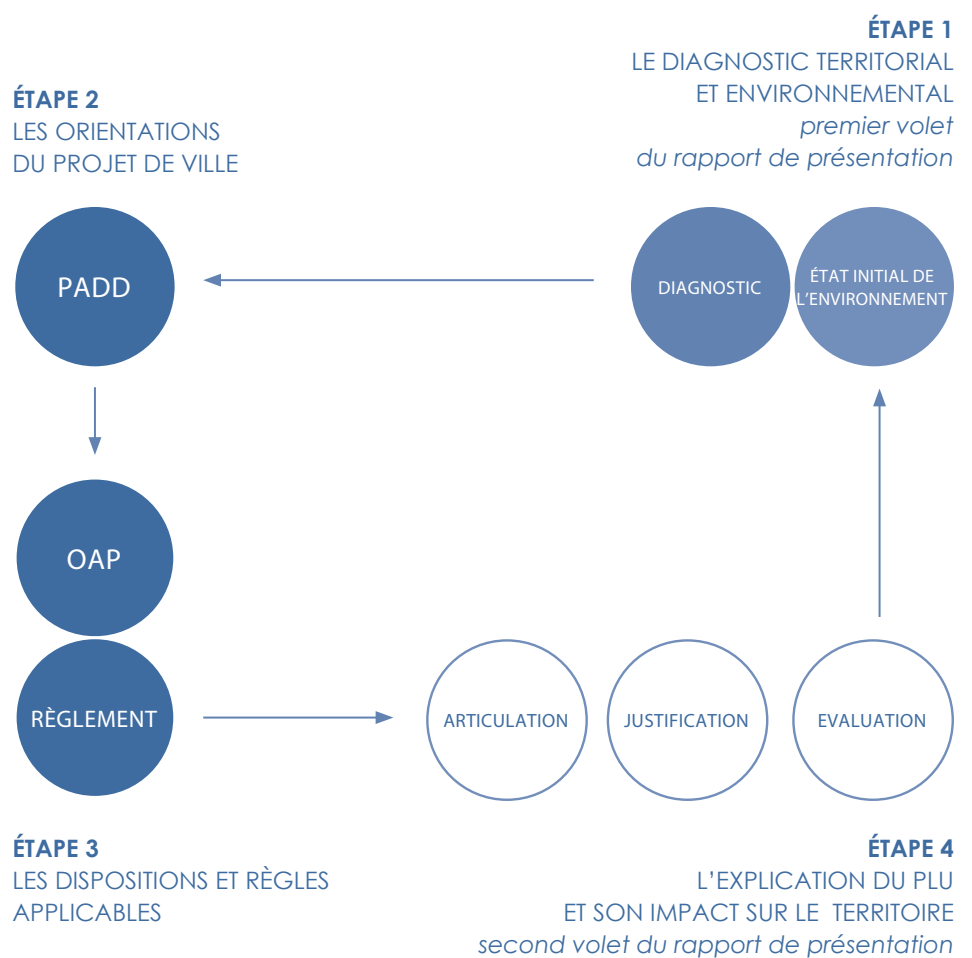 ÉTAPE 1
LE DIAGNOSTIC TERRITORIAL
ET ENVIRONNEMENTAL
premier volet
du rapport de présentation
ÉTAPE 2
LES ORIENTATIONS
DU PROJET DE VILLE
PADD
DIAGNOSTIC
ÉTAT INITIAL DE
L'ENVIRONNEMENT
OAP
RÈGLEMENT
ARTICULATION
JUSTIFICATION
EVALUATION
ÉTAPE 3
LES DISPOSITIONS ET RÈGLES
APPLICABLES
ÉTAPE 4
L'EXPLICATION DU PLU
ET SON IMPACT SUR LE TERRITOIRE
second volet du rapport de présentation